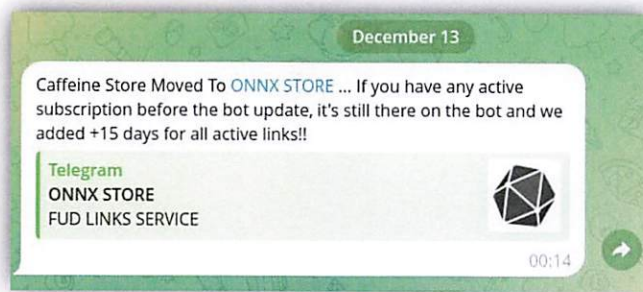 December 13
Caffeine Store Moved To ONNX STORE ... If you have any active
subscription before the bot update, it's still there on the bot and we
added +15 days for all active links!!
Telegram
ONNX STORE
FUD LINKS SERVICE
00:14